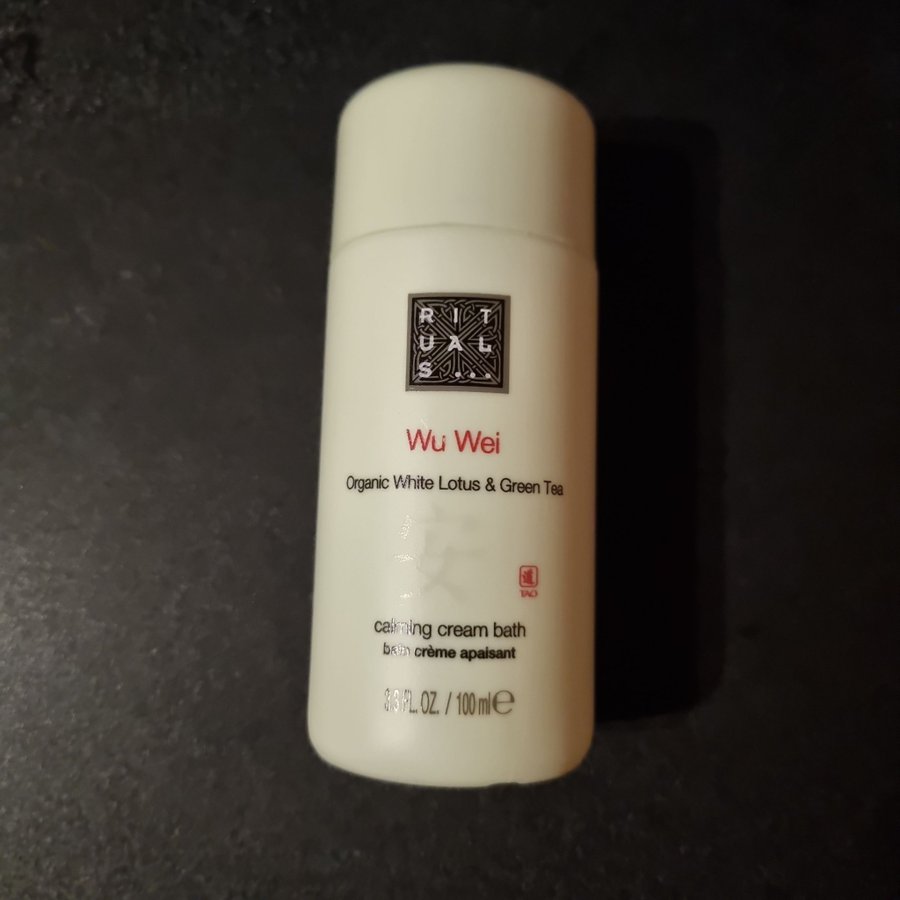 RIT
UAL
S...
Wu Wei
Organic White Lotus & Green Tea
安
道
TAO
calming cream bath
bain crème apaisant
3.3 FL. OZ. / 100 ml ℮